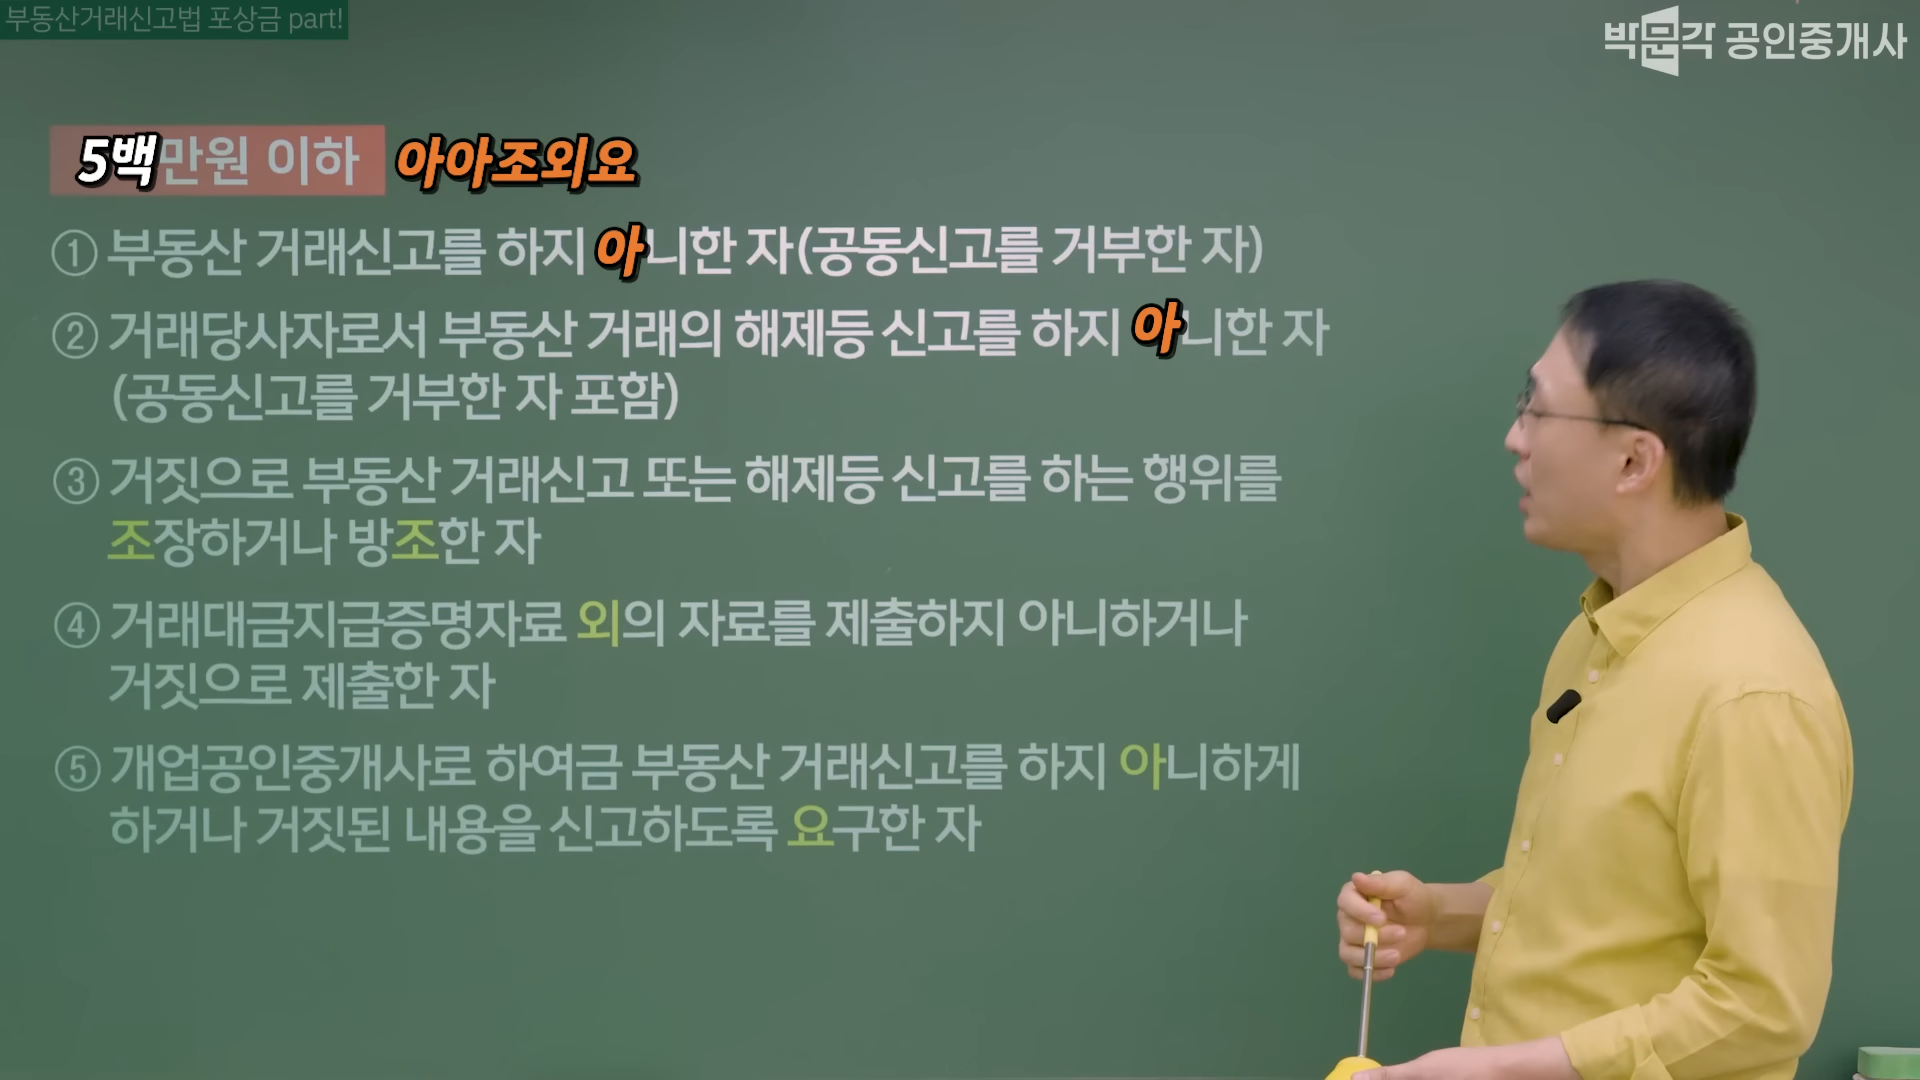 부동산거래신고법 포상금 part!
박문각 공인중개사
5백만원 이하 아아조외요
① 부동산 거래신고를 하지 아니한 자(공동신고를 거부한 자)
② 거래당사자로서 부동산 거래의 해제등 신고를 하지 아니한 자
(공동신고를 거부한 자 포함)
③ 거짓으로 부동산 거래신고 또는 해제등 신고를 하는 행위를
조장하거나 방조한 자
④ 거래대금지급증명자료 외의 자료를 제출하지 아니하거나
거짓으로 제출한 자
⑤ 개업공인중개사로 하여금 부동산 거래신고를 하지 아니하게
하거나 거짓된 내용을 신고하도록 요구한 자